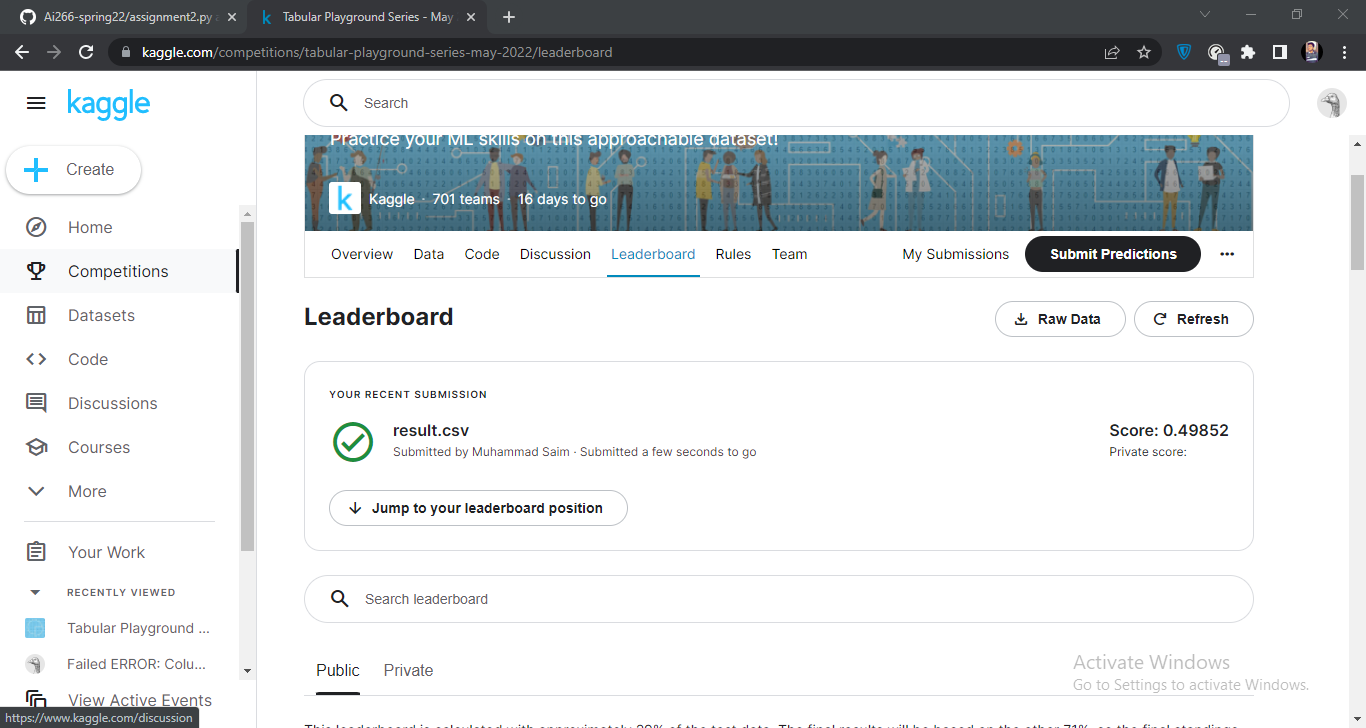 Ai266-spring22/assignment2.py a
Tabular Playground Series - May
kaggle.com/competitions/tabular-playground-series-may-2022/leaderboard
kaggle
Search
Create
Home
Competitions
Datasets
Code
Discussions
Courses
More
Your Work
RECENTLY VIEWED
Tabular Playground ...
Failed ERROR: Colu...
View Active Events
https://www.kaggle.com/discussion
Practice your ML skills on this approachable dataset!
k
Kaggle · 701 teams · 16 days to go
Overview Data Code Discussion Leaderboard Rules Team My Submissions Submit Predictions
Leaderboard
Raw Data
Refresh
YOUR RECENT SUBMISSION
result.csv
Submitted by Muhammad Saim · Submitted a few seconds to go
Score: 0.49852
Private score:
Jump to your leaderboard position
Search leaderboard
Public Private
Activate Windows
Go to Settings to activate Windows.